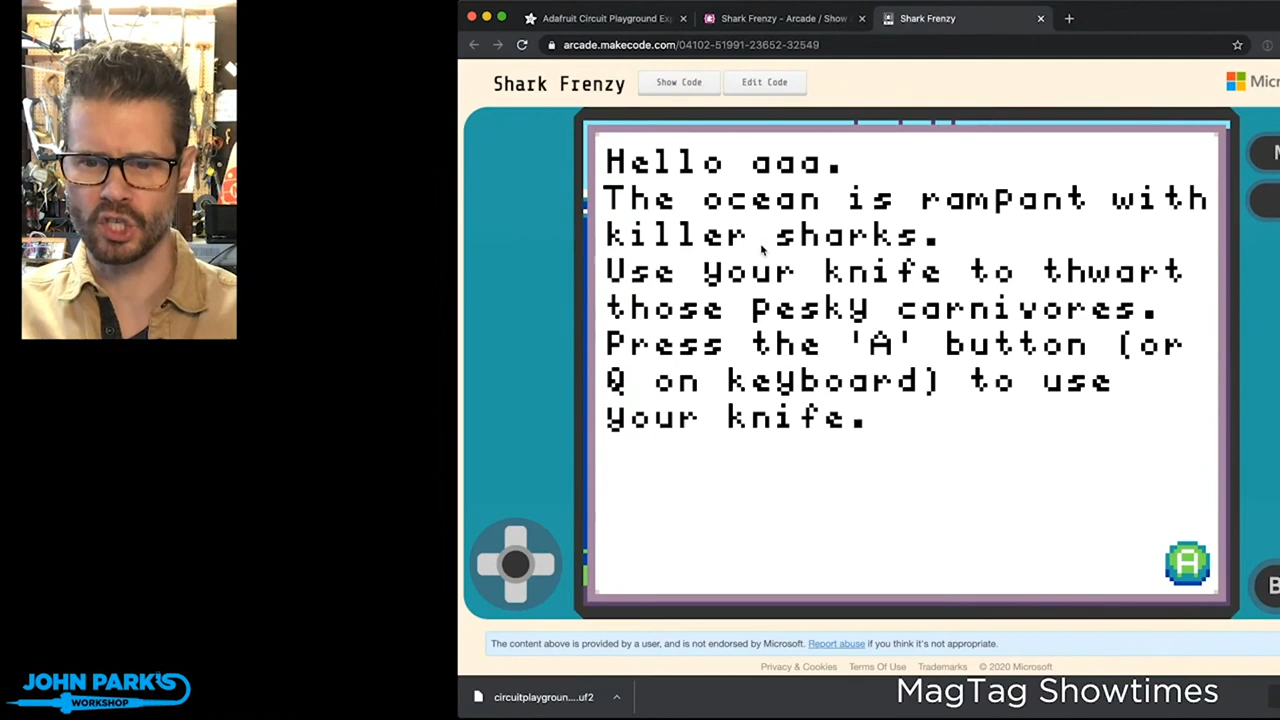 Adafruit Circuit Playground Ex
Shark Frenzy - Arcade / Show
Shark Frenzy
arcade.makecode.com/04102-51991-23652-32549
Shark Frenzy
Show Code
Edit Code
Micr
Hello aaa.
The ocean is rampant with
killer sharks.
Use your knife to thwart
those pesky carnivores.
Press the 'A' button (or
Q on keyboard) to use
your knife.
A
B
The content above is provided by a user, and is not endorsed by Microsoft. Report abuse if you think it's not appropriate.
Privacy & Cookies Terms Of Use Trademarks © 2020 Microsoft
circuitplaygroun....uf2
JOHN PARK'S
WORKSHOP
MagTag Showtimes